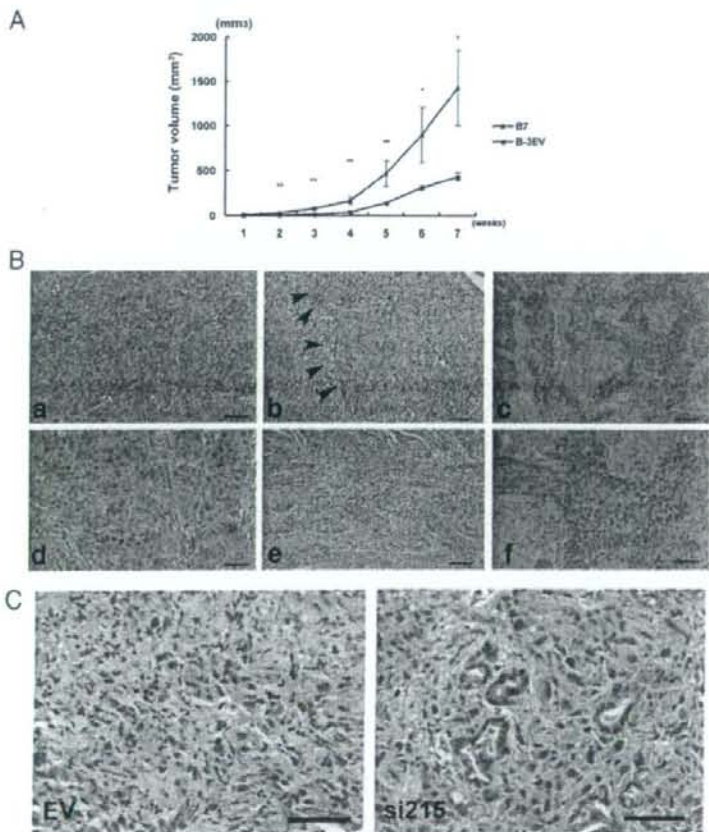 A
(mm3)
Tumor volume (mm³)
2000
1500
1000
500
0
1 2 3 4 5 6 7
(weeks)
** ** ** ** * *
B7
B-3EV
B
a b c
d e f
C
EV si215